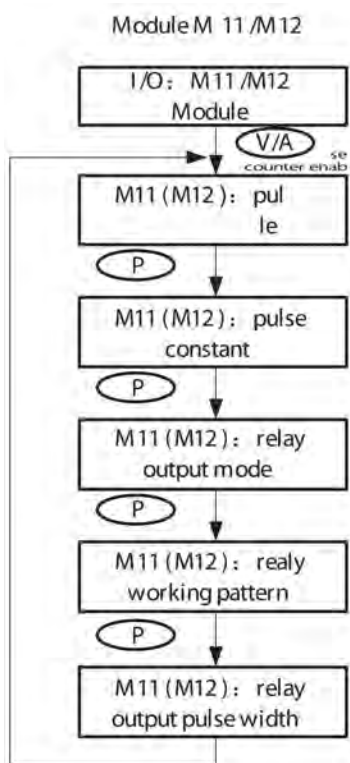 Module M 11 /M12
I/O: M11 /M12
Module
V/A
se
counter enab
M11 (M12): pul
le
P
M11 (M12): pulse
constant
P
M11 (M12): relay
output mode
P
M11 (M12): realy
working pattern
P
M11 (M12): relay
output pulse width